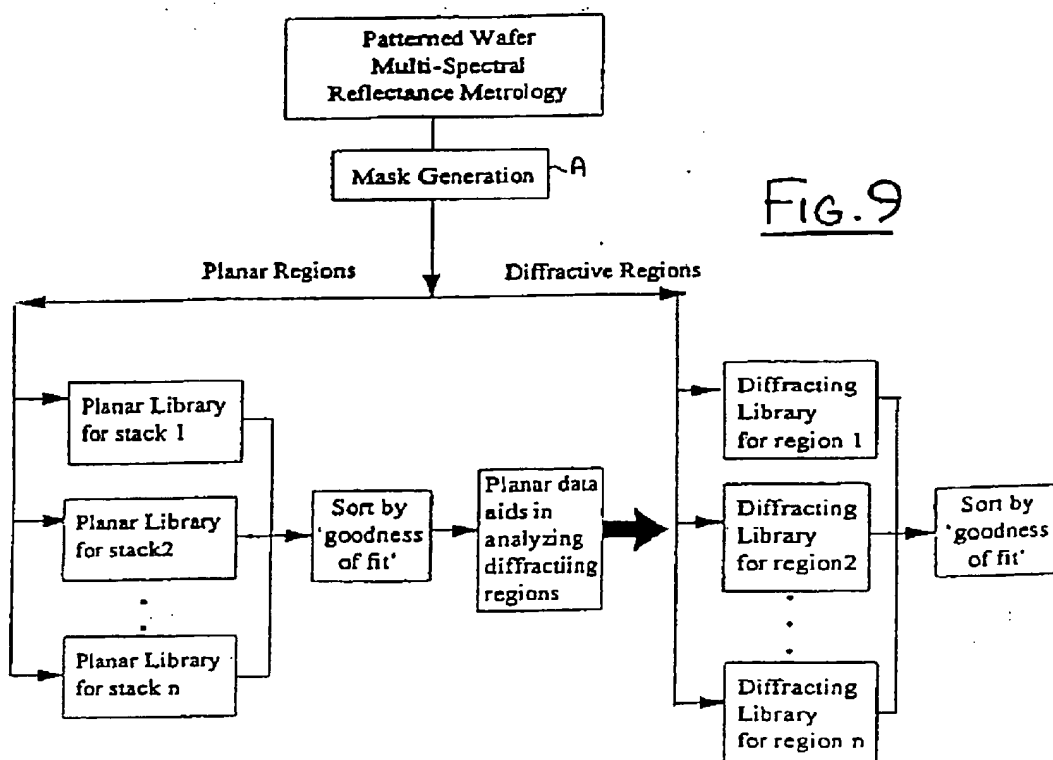 Patterned Wafer
Multi-Spectral
Reflectance Metrology
Mask Generation
A
FIG. 9
Planar Regions
Diffractive Regions
Planar Library
for stack 1
Planar Library
for stack2
Planar Library
for stack n
Sort by
'goodness
of fit'
Planar data
aids in
analyzing
diffractiing
regions
Diffracting
Library
for region 1
Diffracting
Library
for region2
Diffracting
Library
for region n
Sort by
'goodness
of fit'